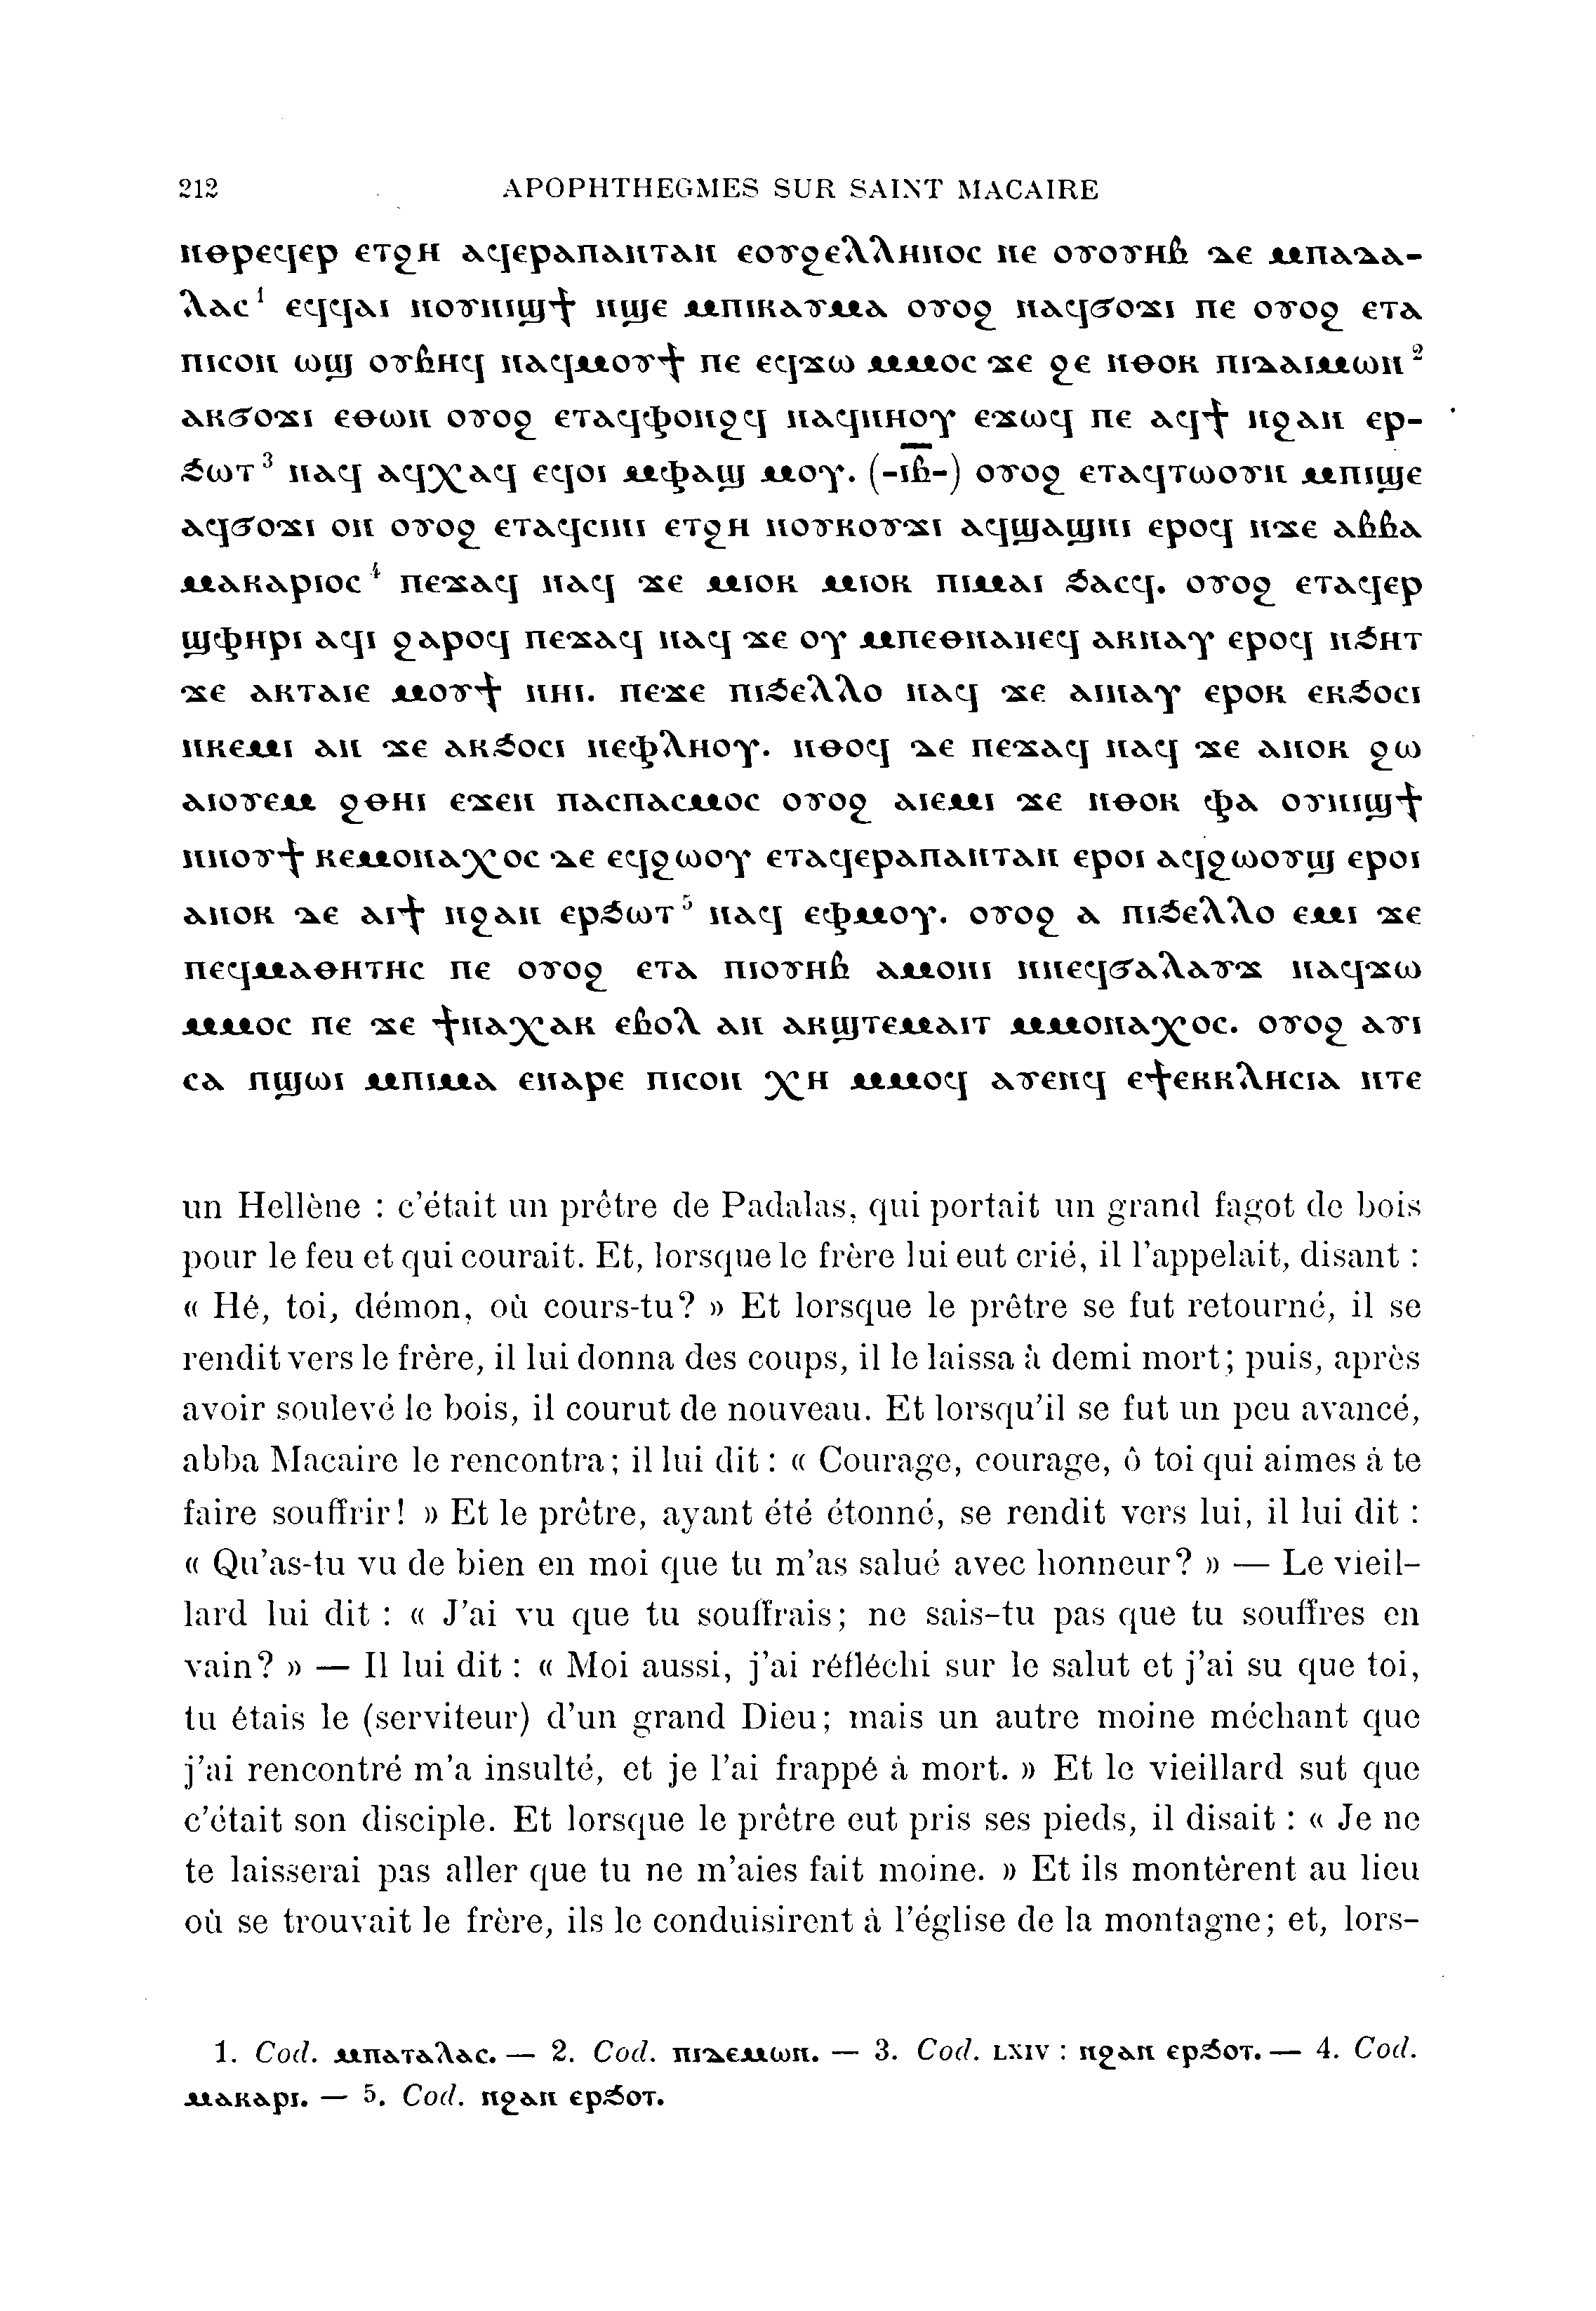 212 APOPHTHEGMES SUR SAINT MACAIRE
ⲛⲑⲣⲉϥⲉⲣ ⲉⲧϩⲏ ⲁϥⲉⲣⲁⲡⲁⲛⲧⲁⲛ ⲉⲟⲩϩⲉⲗⲗⲏⲛⲟⲥ ⲛⲉ ⲟⲩⲟⲩⲏⲃ ⲇⲉ ⲙⲡⲁⲇⲁ-
ⲗⲁⲥ¹ ⲉϥϥⲁⲓ ⲛⲟⲩⲛⲓϣϯ ⲛϣⲉ ⲙⲡⲓⲕⲁⲩⲙⲁ ⲟⲩⲟϩ ⲛⲁϥϭⲟϫⲓ ⲡⲉ ⲟⲩⲟϩ ⲉⲧⲁ
ⲡⲓⲥⲟⲛ ⲱϣ ⲟⲩⲃⲏϥ ⲛⲁϥⲙⲟⲩϯ ⲡⲉ ⲉϥϫⲱ ⲙⲙⲟⲥ ϫⲉ ϩⲉ ⲛⲑⲟⲕ ⲡⲓⲇⲁⲓⲙⲱⲛ²
ⲁⲕϭⲟϫⲓ ⲉⲑⲱⲛ ⲟⲩⲟϩ ⲉⲧⲁϥⲫⲟⲛϩϥ ⲛⲁϥⲛⲏⲟⲩ ⲉϫⲱϥ ⲡⲉ ⲁϥϯ ⲛϩⲁⲛ ⲉⲣ-
ϧⲱⲧ³ ⲛⲁϥ ⲁϥⲭⲁϥ ⲉϥⲟⲓ ⲙⲫⲁϣ ⲙⲟⲩ. (-ⲓ̅ⲃ̅-) ⲟⲩⲟϩ ⲉⲧⲁϥⲧⲱⲟⲩⲛ ⲙⲡⲓϣⲉ
ⲁϥϭⲟϫⲓ ⲟⲛ ⲟⲩⲟϩ ⲉⲧⲁϥⲥⲓⲛⲓ ⲉⲧϩⲏ ⲛⲟⲩⲕⲟⲩϫⲓ ⲁϥϣⲁϣⲛⲓ ⲉⲣⲟϥ ⲛϫⲉ ⲁⲃⲃⲁ
ⲙⲁⲕⲁⲣⲓⲟⲥ⁴ ⲡⲉϫⲁϥ ⲛⲁϥ ϫⲉ ⲙⲓⲟⲕ ⲙⲓⲟⲕ ⲡⲓⲙⲁⲓ ϧⲁⲥⲥϥ. ⲟⲩⲟϩ ⲉⲧⲁϥⲉⲣ
ϣⲫⲏⲣⲓ ⲁϥⲓ ϩⲁⲣⲟϥ ⲡⲉϫⲁϥ ⲛⲁϥ ϫⲉ ⲟⲩ ⲙⲡⲉⲑⲛⲁⲛⲉϥ ⲁⲕⲛⲁⲩ ⲉⲣⲟϥ ⲛϧⲏⲧ
ϫⲉ ⲁⲕⲧⲁⲓⲉ ⲙⲟⲩϯ ⲛⲏⲓ. ⲡⲉϫⲉ ⲡⲓϧⲉⲗⲗⲟ ⲛⲁϥ ϫⲉ ⲁⲓⲛⲁⲩ ⲉⲣⲟⲕ ⲉⲕϧⲟⲥⲓ
ⲛⲕⲉⲙⲓ ⲁⲛ ϫⲉ ⲁⲕϧⲟⲥⲓ ⲛⲉⲫⲗⲏⲟⲩ. ⲛⲑⲟϥ ⲇⲉ ⲡⲉϫⲁϥ ⲛⲁϥ ϫⲉ ⲁⲛⲟⲕ ϩⲱ
ⲁⲓⲟⲩⲉⲙ ϩⲑⲏⲓ ⲉϫⲉⲛ ⲡⲁⲥⲡⲁⲥⲙⲟⲥ ⲟⲩⲟϩ ⲁⲓⲉⲙⲓ ϫⲉ ⲛⲑⲟⲕ ⲫⲁ ⲟⲩⲛⲓϣϯ
ⲛⲛⲟⲩϯ ⲕⲉⲙⲟⲛⲁⲭⲟⲥ ⲇⲉ ⲉϥϩⲱⲟⲩ ⲉⲧⲁϥⲉⲣⲁⲡⲁⲛⲧⲁⲛ ⲉⲣⲟⲓ ⲁϥϩⲱⲟⲩϣ ⲉⲣⲟⲓ
ⲁⲛⲟⲕ ⲇⲉ ⲁⲓϯ ⲛϩⲁⲛ ⲉⲣϧⲱⲧ⁵ ⲛⲁϥ ⲉⲫⲙⲟⲩ. ⲟⲩⲟϩ ⲁ ⲡⲓϧⲉⲗⲗⲟ ⲉⲙⲓ ϫⲉ
ⲡⲉϥⲙⲁⲑⲏⲧⲏⲥ ⲡⲉ ⲟⲩⲟϩ ⲉⲧⲁ ⲡⲓⲟⲩⲏⲃ ⲁⲙⲟⲛⲓ ⲛⲛⲉϥϭⲁⲗⲁⲩϫ ⲛⲁϥϫⲱ
ⲙⲙⲟⲥ ⲡⲉ ϫⲉ ϯⲛⲁⲭⲁⲕ ⲉⲃⲟⲗ ⲁⲛ ⲁⲕϣⲧⲉⲙⲁⲓⲧ ⲙⲙⲟⲛⲁⲭⲟⲥ. ⲟⲩⲟϩ ⲁⲩⲓ
ⲥⲁ ⲡϣⲱⲓ ⲙⲡⲓⲙⲁ ⲉⲛⲁⲣⲉ ⲡⲓⲥⲟⲛ ⲭⲏ ⲙⲙⲟϥ ⲁⲩⲉⲛϥ ⲉϯⲉⲕⲕⲗⲏⲥⲓⲁ ⲛⲧⲉ
un Hellène : c'était un prêtre de Padalas, qui portait un grand fagot de bois
pour le feu et qui courait. Et, lorsque le frère lui eut crié, il l'appelait, disant :
« Hé, toi, démon, où cours-tu? » Et lorsque le prêtre se fut retourné, il se
rendit vers le frère, il lui donna des coups, il le laissa à demi mort; puis, après
avoir soulevé le bois, il courut de nouveau. Et lorsqu'il se fut un peu avancé,
abba Macaire le rencontra; il lui dit : « Courage, courage, ô toi qui aimes à te
faire souffrir! » Et le prêtre, ayant été étonné, se rendit vers lui, il lui dit :
« Qu'as-tu vu de bien en moi que tu m'as salué avec honneur? » — Le vieil-
lard lui dit : « J'ai vu que tu souffrais; ne sais-tu pas que tu souffres en
vain? » — Il lui dit : « Moi aussi, j'ai réfléchi sur le salut et j'ai su que toi,
tu étais le (serviteur) d'un grand Dieu; mais un autre moine méchant que
j'ai rencontré m'a insulté, et je l'ai frappé à mort. » Et le vieillard sut que
c'était son disciple. Et lorsque le prêtre eut pris ses pieds, il disait : « Je ne
te laisserai pas aller que tu ne m'aies fait moine. » Et ils montèrent au lieu
où se trouvait le frère, ils le conduisirent à l'église de la montagne; et, lors-
1. Cod. ⲙⲡⲁⲧⲁⲗⲁⲥ. — 2. Cod. ⲡⲓⲇⲉⲙⲱⲛ. — 3. Cod. LXIV : ⲛϩⲁⲛ ⲉⲣϧⲟⲧ. — 4. Cod.
ⲙⲁⲕⲁⲣⲓ. — 5. Cod. ⲛϩⲁⲛ ⲉⲣϧⲟⲧ.